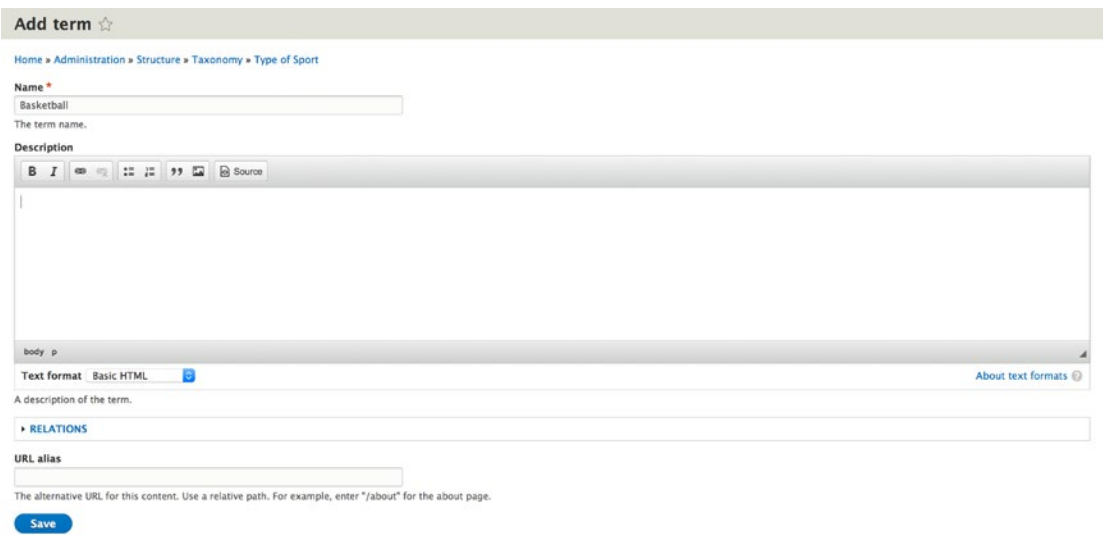 Add term
Home » Administration » Structure » Taxonomy » Type of Sport
Name *
Basketball
The term name.
Description
B I Source
body p
Text format Basic HTML About text formats ?
A description of the term.
RELATIONS
URL alias
The alternative URL for this content. Use a relative path. For example, enter "/about" for the about page.
Save